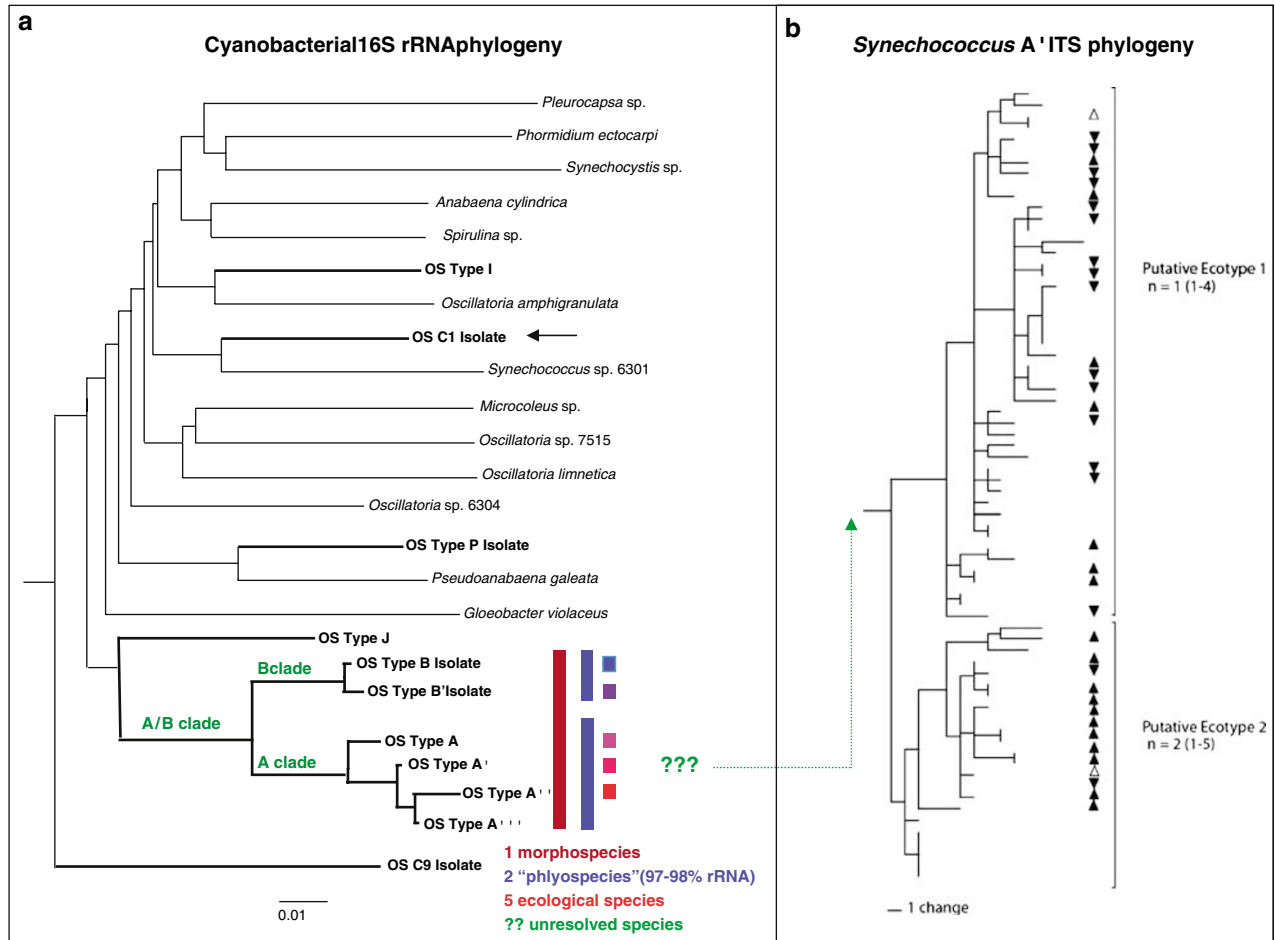 a
Cyanobacterial16S rRNAphylogeny
Pleurocapsa sp.
Phormidium ectocarpi
Synechocystis sp.
Anabaena cylindrica
Spirulina sp.
OS Type I
Oscillatoria amphigranulata
OS C1 Isolate
Synechococcus sp. 6301
Microcoleus sp.
Oscillatoria sp. 7515
Oscillatoria limnetica
Oscillatoria sp. 6304
OS Type P Isolate
Pseudoanabaena galeata
Gloeobacter violaceus
OS Type J
Bclade
OS Type B Isolate
OS Type B'Isolate
A/B clade
OS Type A
A clade
OS Type A'
???
OS Type A''
OS Type A'''
OS C9 Isolate
1 morphospecies
2 “phlyospecies”(97-98% rRNA)
5 ecological species
?? unresolved species
0.01
b
Synechococcus A'ITS phylogeny
Putative Ecotype 1
n = 1 (1-4)
Putative Ecotype 2
n = 2 (1-5)
1 change